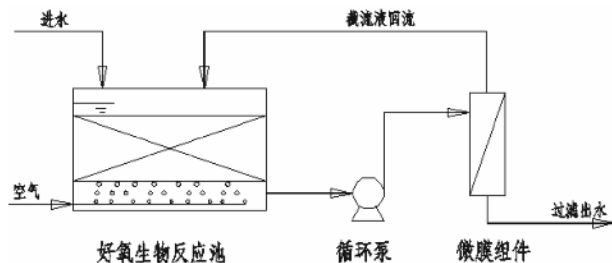 进水
截流液回流
空气
过滤出水
好氧生物反应池
循环泵
微膜组件